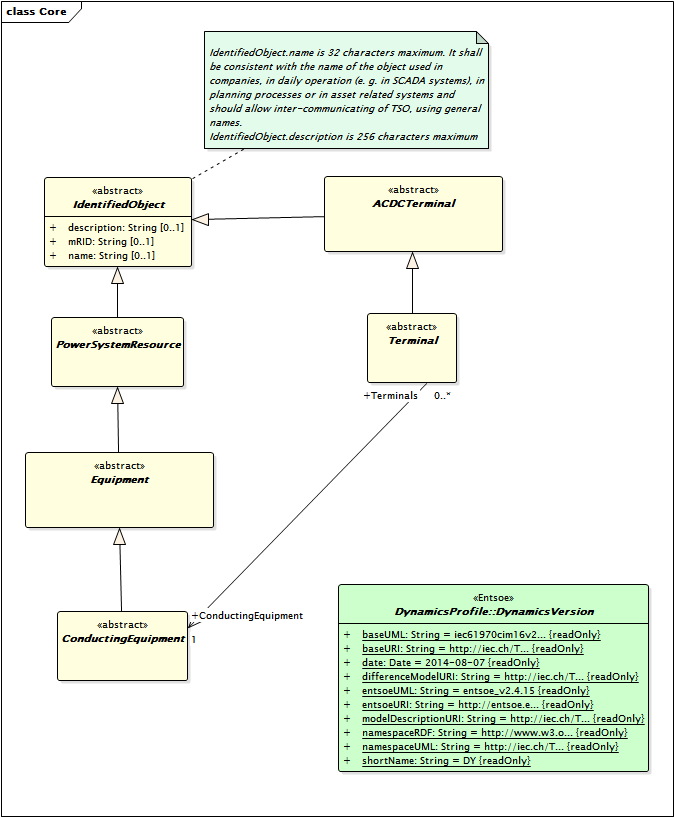 class Core
IdentifiedObject.name is 32 characters maximum. It shall
be consistent with the name of the object used in
companies, in daily operation (e. g. in SCADA systems), in
planning processes or in asset related systems and
should allow inter-communicating of TSO, using general
names.
IdentifiedObject.description is 256 characters maximum
«abstract»
IdentifiedObject
+ description: String [0..1]
+ mRID: String [0..1]
+ name: String [0..1]
«abstract»
ACDCTerminal
«abstract»
PowerSystemResource
«abstract»
Terminal
+Terminals 0..*
«abstract»
Equipment
+ConductingEquipment
1
«abstract»
ConductingEquipment
«Entsoe»
DynamicsProfile::DynamicsVersion
+ baseUML: String = iec61970cim16v2... {readOnly}
+ baseURI: String = http://iec.ch/T... {readOnly}
+ date: Date = 2014-08-07 {readOnly}
+ differenceModelURI: String = http://iec.ch/T... {readOnly}
+ entsoeUML: String = entsoe_v2.4.15 {readOnly}
+ entsoeURI: String = http://entsoe.e... {readOnly}
+ modelDescriptionURI: String = http://iec.ch/T... {readOnly}
+ namespaceRDF: String = http://www.w3.o... {readOnly}
+ namespaceUML: String = http://iec.ch/T... {readOnly}
+ shortName: String = DY {readOnly}